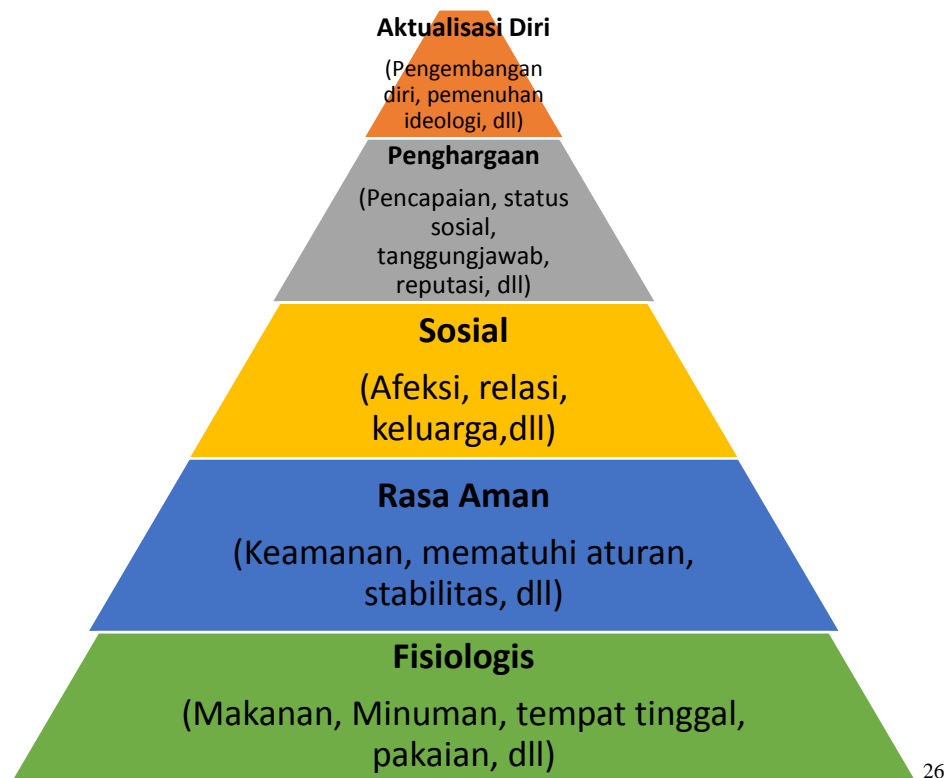 Aktualisasi Diri
(Pengembangan
diri, pemenuhan
ideologi, dll)
Penghargaan
(Pencapaian, status
sosial,
tanggungjawab,
reputasi, dll)
Sosial
(Afeksi, relasi,
keluarga,dll)
Rasa Aman
(Keamanan, mematuhi aturan,
stabilitas, dll)
Fisiologis
(Makanan, Minuman, tempat tinggal,
pakaian, dll)
26